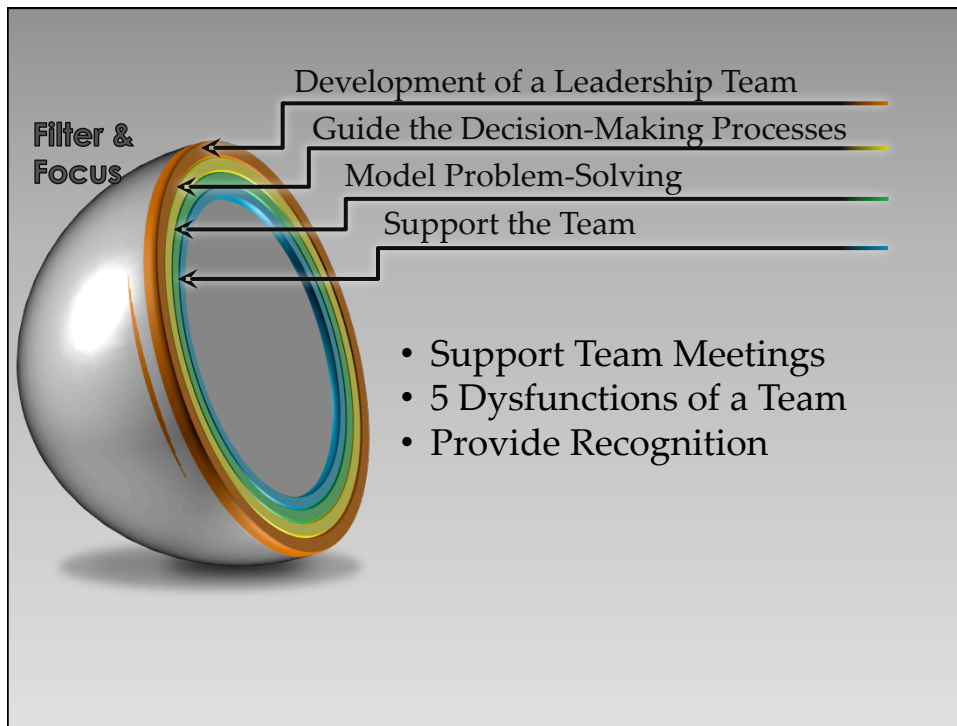 Development of a Leadership Team
Filter &
Focus
Guide the Decision-Making Processes
Model Problem-Solving
Support the Team
• Support Team Meetings
• 5 Dysfunctions of a Team
• Provide Recognition